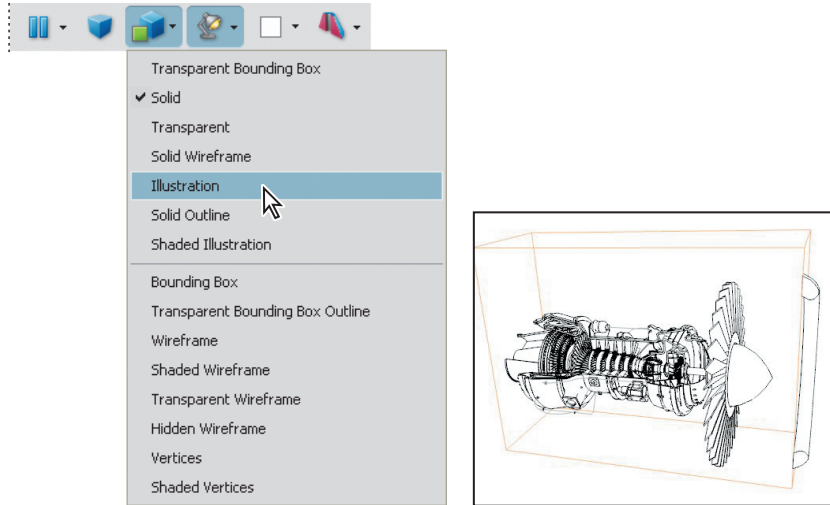 Transparent Bounding Box
Solid
Transparent
Solid Wireframe
Illustration
Solid Outline
Shaded Illustration
Bounding Box
Transparent Bounding Box Outline
Wireframe
Shaded Wireframe
Transparent Wireframe
Hidden Wireframe
Vertices
Shaded Vertices